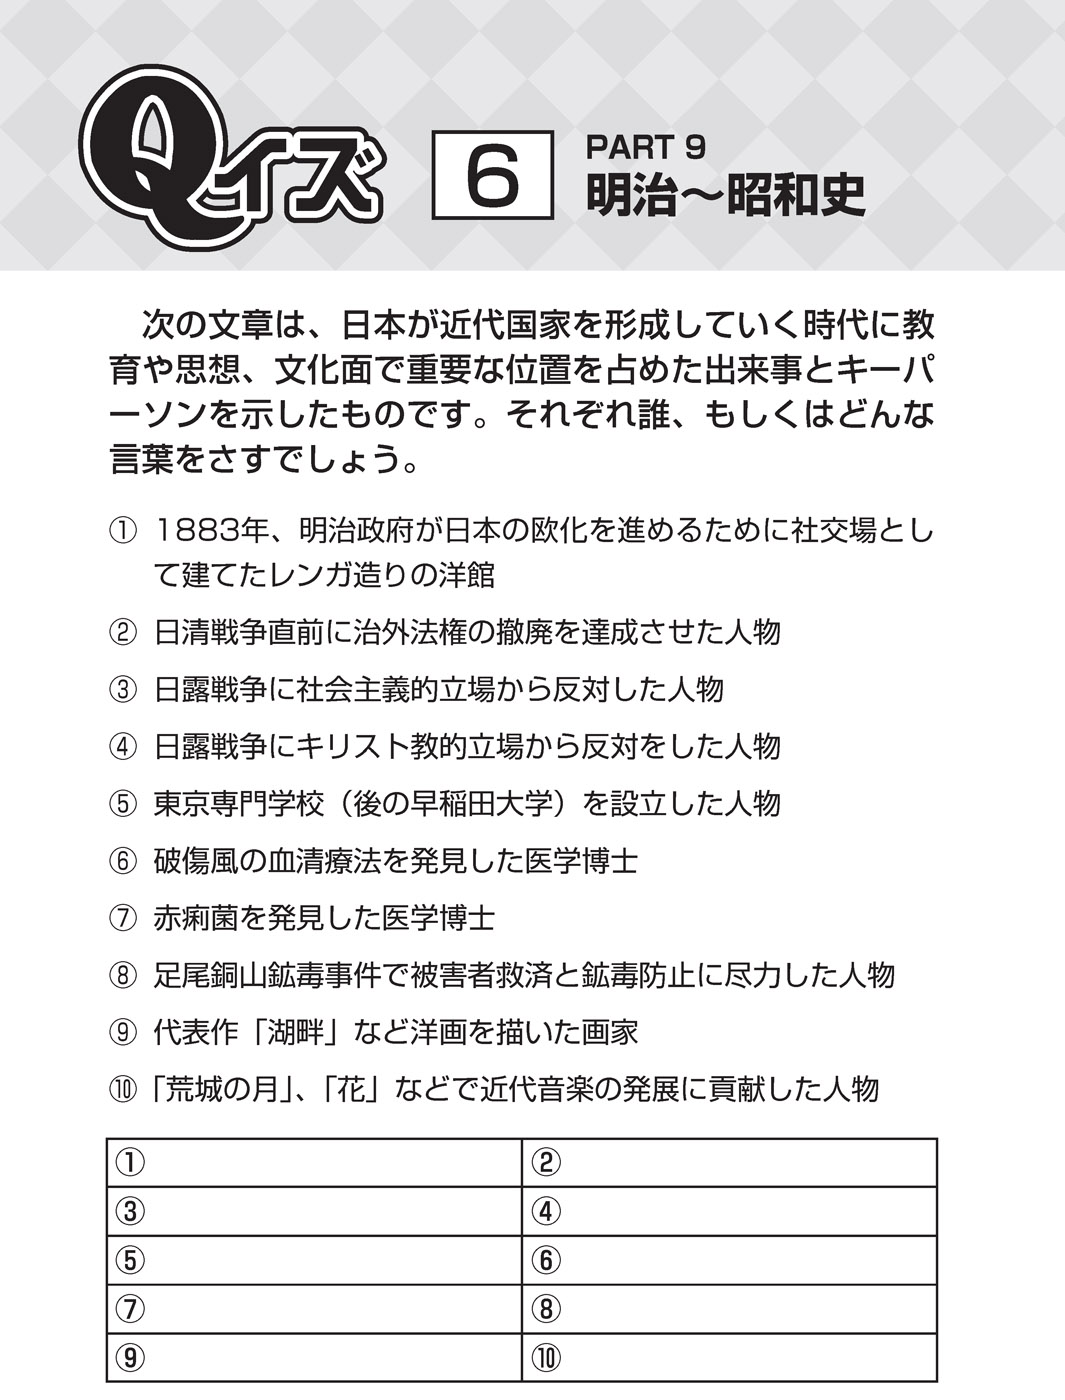 Qイズ
6
PART 9
明治〜昭和史
次の文章は、日本が近代国家を形成していく時代に教
育や思想、文化面で重要な位置を占めた出来事とキーパ
ーソンを示したものです。それぞれ誰、もしくはどんな
言葉をさすでしょう。
① 1883年、明治政府が日本の欧化を進めるために社交場とし
て建てたレンガ造りの洋館
② 日清戦争直前に治外法権の撤廃を達成させた人物
③ 日露戦争に社会主義的立場から反対した人物
④ 日露戦争にキリスト教的立場から反対をした人物
⑤ 東京専門学校（後の早稲田大学）を設立した人物
⑥ 破傷風の血清療法を発見した医学博士
⑦ 赤痢菌を発見した医学博士
⑧ 足尾銅山鉱毒事件で被害者救済と鉱毒防止に尽力した人物
⑨ 代表作「湖畔」など洋画を描いた画家
⑩「荒城の月」、「花」などで近代音楽の発展に貢献した人物
① ②
③ ④
⑤ ⑥
⑦ ⑧
⑨ ⑩